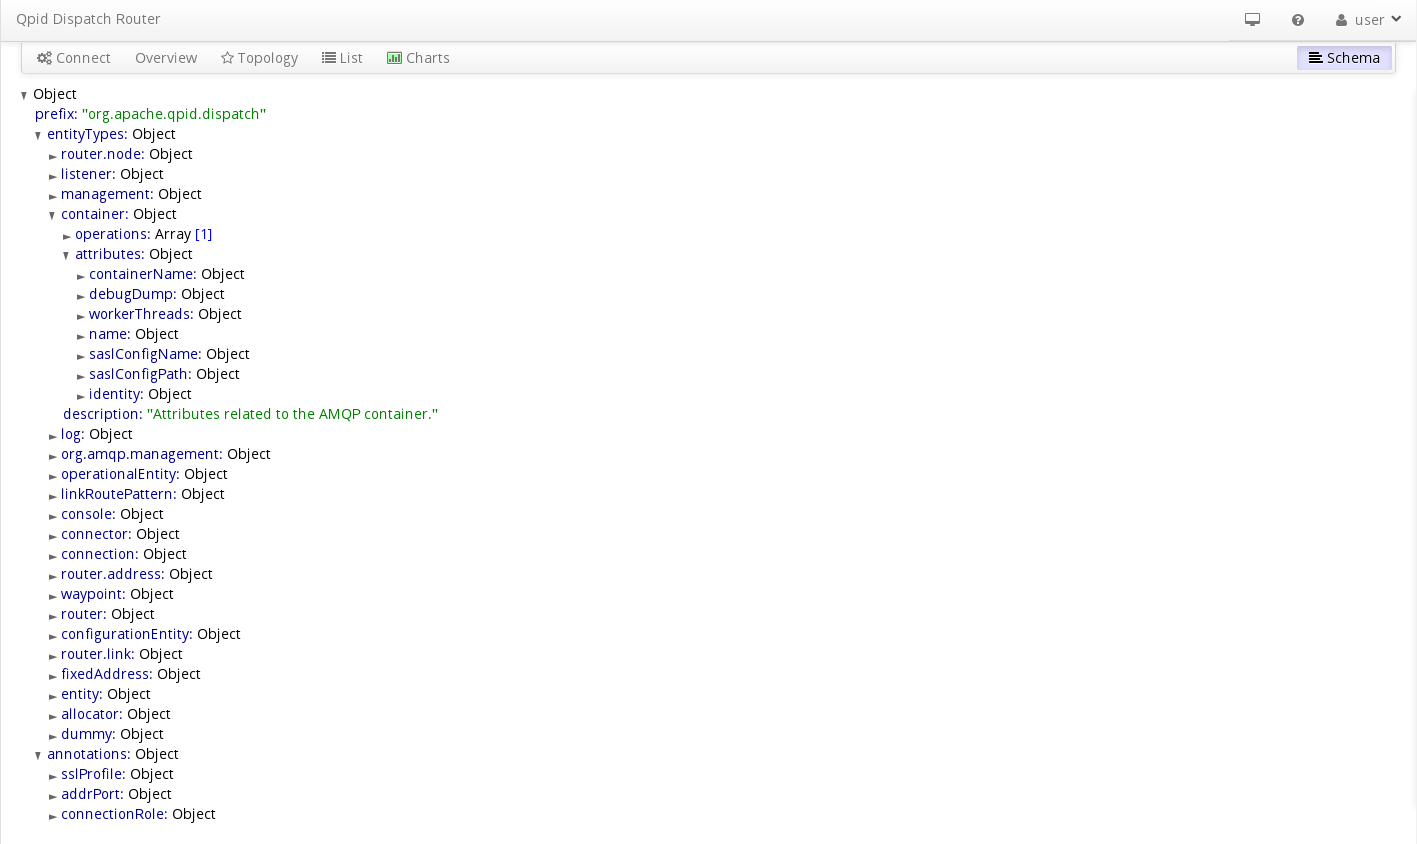 Qpid Dispatch Router user
Connect Overview Topology List Charts Schema
Object
prefix: "org.apache.qpid.dispatch"
entityTypes: Object
router.node: Object
listener: Object
management: Object
container: Object
operations: Array [1]
attributes: Object
containerName: Object
debugDump: Object
workerThreads: Object
name: Object
saslConfigName: Object
saslConfigPath: Object
identity: Object
description: "Attributes related to the AMQP container."
log: Object
org.amqp.management: Object
operationalEntity: Object
linkRoutePattern: Object
console: Object
connector: Object
connection: Object
router.address: Object
waypoint: Object
router: Object
configurationEntity: Object
router.link: Object
fixedAddress: Object
entity: Object
allocator: Object
dummy: Object
annotations: Object
sslProfile: Object
addrPort: Object
connectionRole: Object